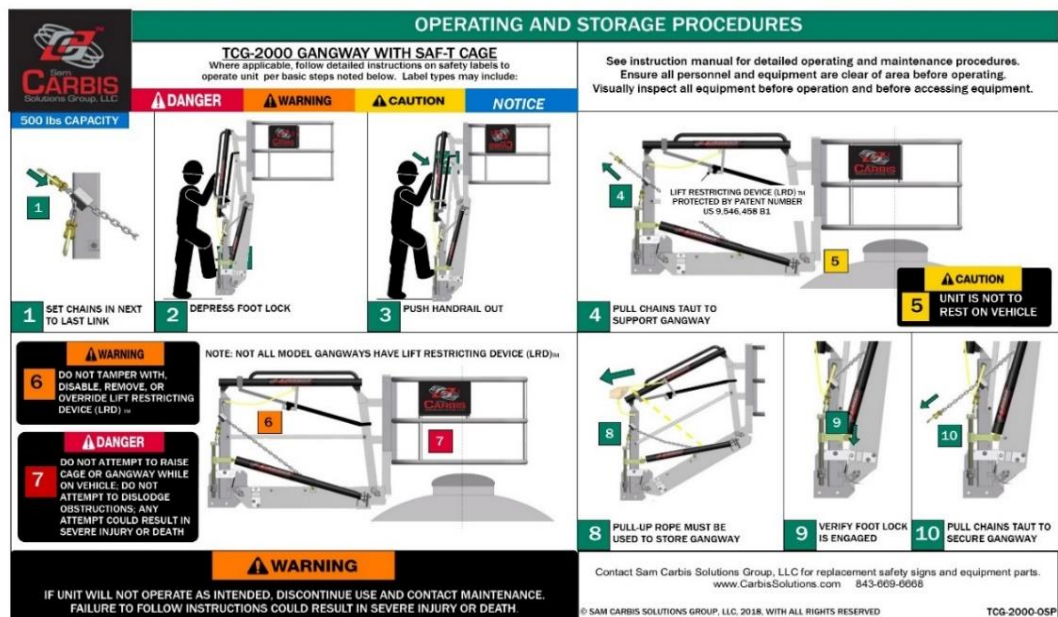 OPERATING AND STORAGE PROCEDURES
Sam
CARBIS
Solutions Group, LLC
TM
TCG-2000 GANGWAY WITH SAF-T CAGE
Where applicable, follow detailed instructions on safety labels to
operate unit per basic steps noted below. Label types may include:
DANGER
WARNING
CAUTION
NOTICE
See instruction manual for detailed operating and maintenance procedures.
Ensure all personnel and equipment are clear of area before operating.
Visually inspect all equipment before operation and before accessing equipment.
500 lbs CAPACITY
1
1
SET CHAINS IN NEXT
TO LAST LINK
2
DEPRESS FOOT LOCK
3
PUSH HANDRAIL OUT
4
LIFT RESTRICTING DEVICE (LRD) TM
PROTECTED BY PATENT NUMBER
US 9,546,458 B1
CARBIS
5
4
PULL CHAINS TAUT TO
SUPPORT GANGWAY
CAUTION
5
UNIT IS NOT TO
REST ON VEHICLE
WARNING
6
DO NOT TAMPER WITH,
DISABLE, REMOVE, OR
OVERRIDE LIFT RESTRICTING
DEVICE (LRD) TM
DANGER
7
DO NOT ATTEMPT TO RAISE
CAGE OR GANGWAY WHILE
ON VEHICLE; DO NOT
ATTEMPT TO DISLODGE
OBSTRUCTIONS; ANY
ATTEMPT COULD RESULT IN
SEVERE INJURY OR DEATH
NOTE: NOT ALL MODEL GANGWAYS HAVE LIFT RESTRICTING DEVICE (LRD)TM
6
CARBIS
7
8
8
PULL-UP ROPE MUST BE
USED TO STORE GANGWAY
9
9
VERIFY FOOT LOCK
IS ENGAGED
10
10
PULL CHAINS TAUT TO
SECURE GANGWAY
WARNING
IF UNIT WILL NOT OPERATE AS INTENDED, DISCONTINUE USE AND CONTACT MAINTENANCE.
FAILURE TO FOLLOW INSTRUCTIONS COULD RESULT IN SEVERE INJURY OR DEATH.
Contact Sam Carbis Solutions Group, LLC for replacement safety signs and equipment parts.
www.CarbisSolutions.com 843-669-6668
© SAM CARBIS SOLUTIONS GROUP, LLC, 2018, WITH ALL RIGHTS RESERVED
TCG-2000-OSP